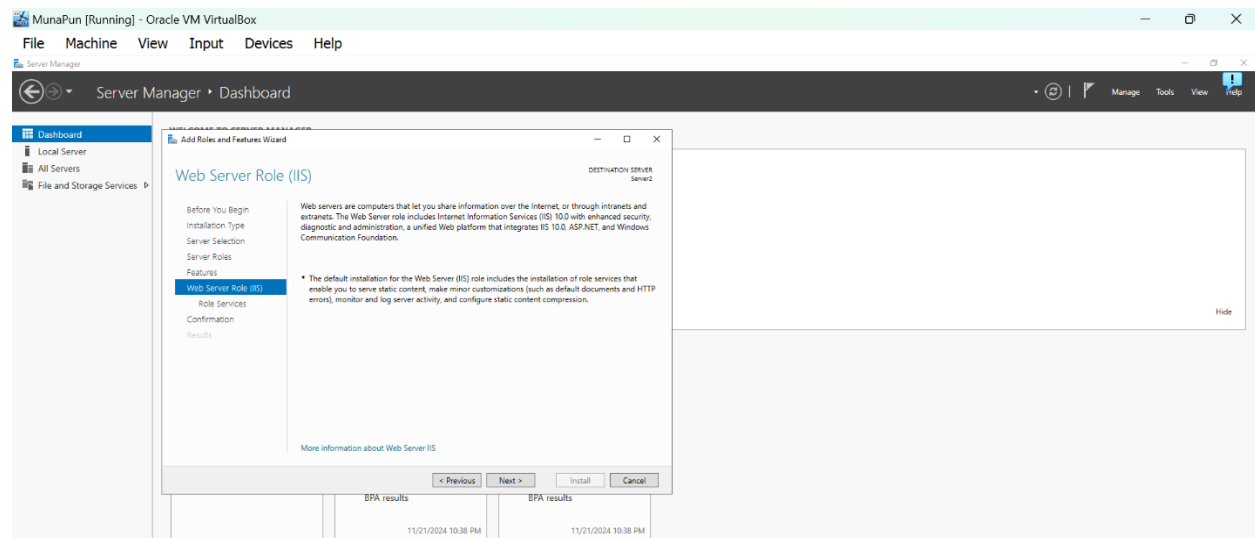 MunaPun [Running] - Oracle VM VirtualBox
File Machine View Input Devices Help
Server Manager
Server Manager ‣ Dashboard
Manage Tools View Help
Dashboard
Local Server
All Servers
File and Storage Services
WELCOME TO SERVER MANAGER
Add Roles and Features Wizard
Web Server Role (IIS)
DESTINATION SERVER
Server2
Before You Begin
Installation Type
Server Selection
Server Roles
Features
Web Server Role (IIS)
Role Services
Confirmation
Results
Web servers are computers that let you share information over the Internet, or through intranets and
extranets. The Web Server role includes Internet Information Services (IIS) 10.0 with enhanced security,
diagnostic and administration, a unified Web platform that integrates IIS 10.0, ASP.NET, and Windows
Communication Foundation.
• The default installation for the Web Server (IIS) role includes the installation of role services that
enable you to serve static content, make minor customizations (such as default documents and HTTP
errors), monitor and log server activity, and configure static content compression.
More information about Web Server IIS
< Previous Next > Install Cancel
Hide
BPA results BPA results
11/21/2024 10:38 PM 11/21/2024 10:38 PM